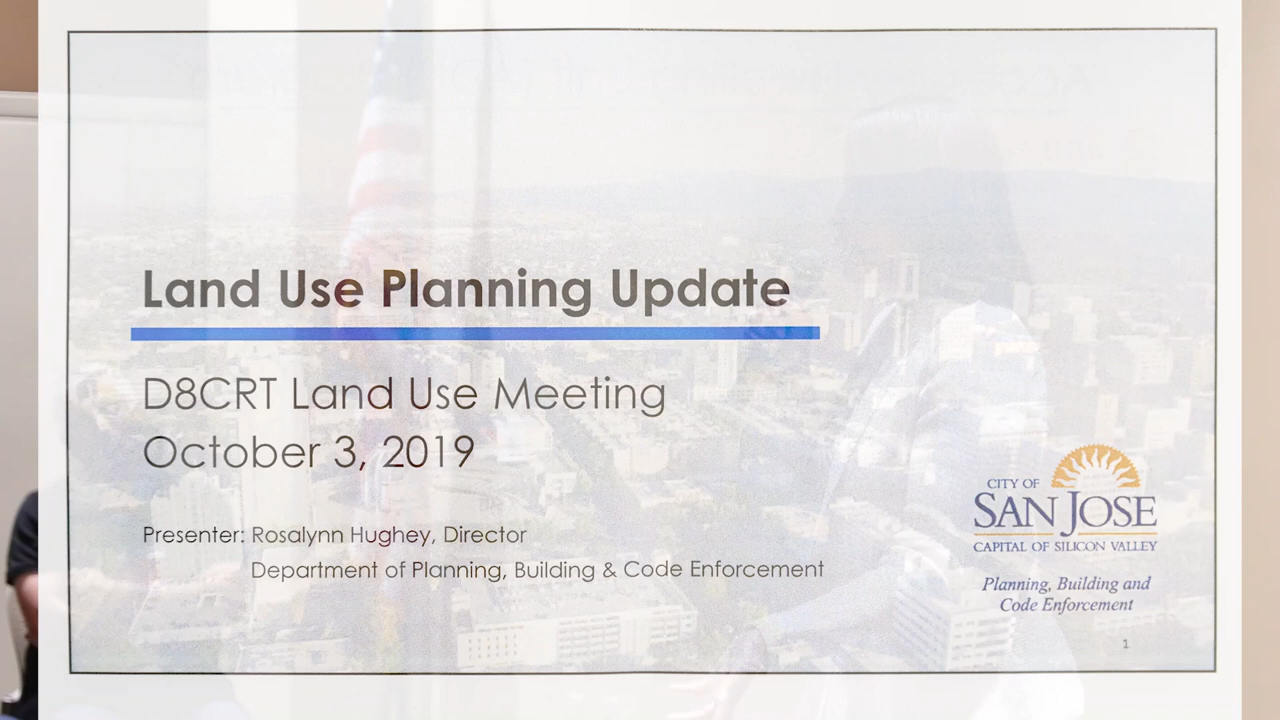 Land Use Planning Update
D8CRT Land Use Meeting
October 3, 2019
Presenter: Rosalynn Hughey, Director
Department of Planning, Building & Code Enforcement
CITY OF
SAN JOSE
CAPITAL OF SILICON VALLEY
Planning, Building and
Code Enforcement
1